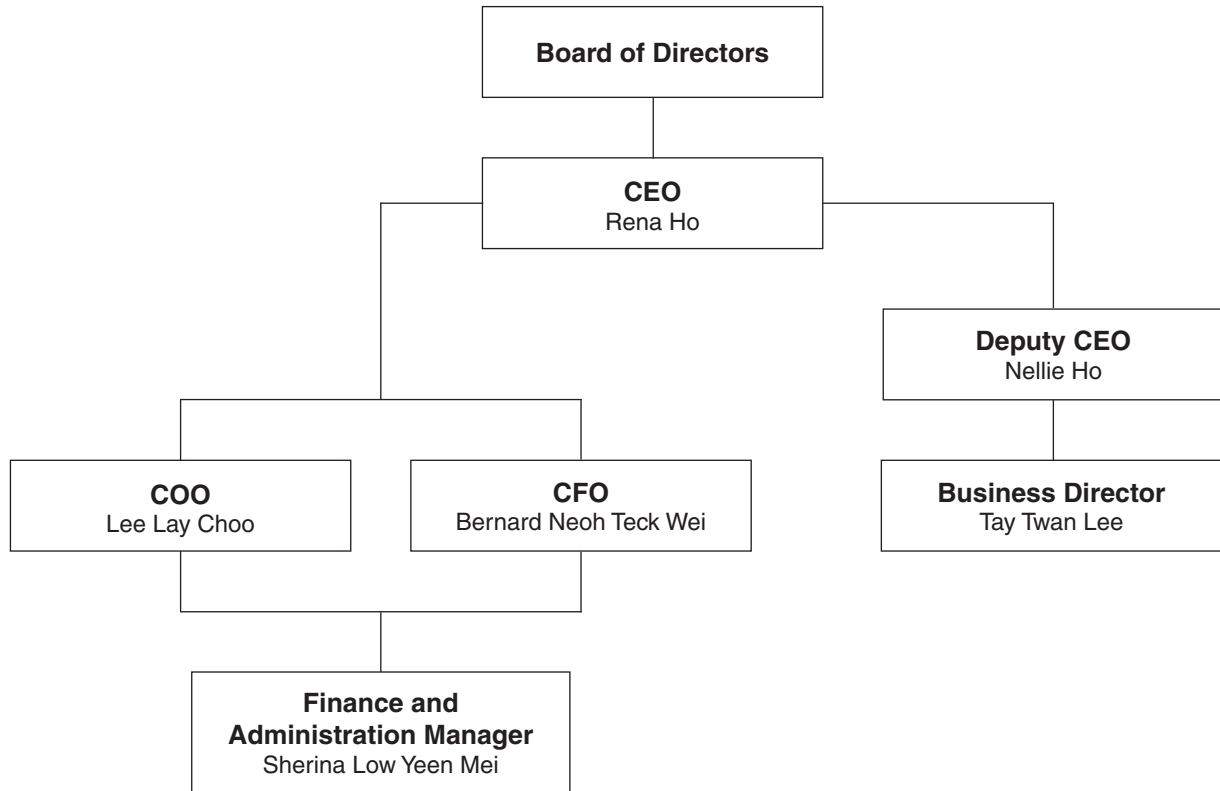 Board of Directors
CEO
Rena Ho
Deputy CEO
Nellie Ho
COO
Lee Lay Choo
CFO
Bernard Neoh Teck Wei
Business Director
Tay Twan Lee
Finance and
Administration Manager
Sherina Low Yeen Mei